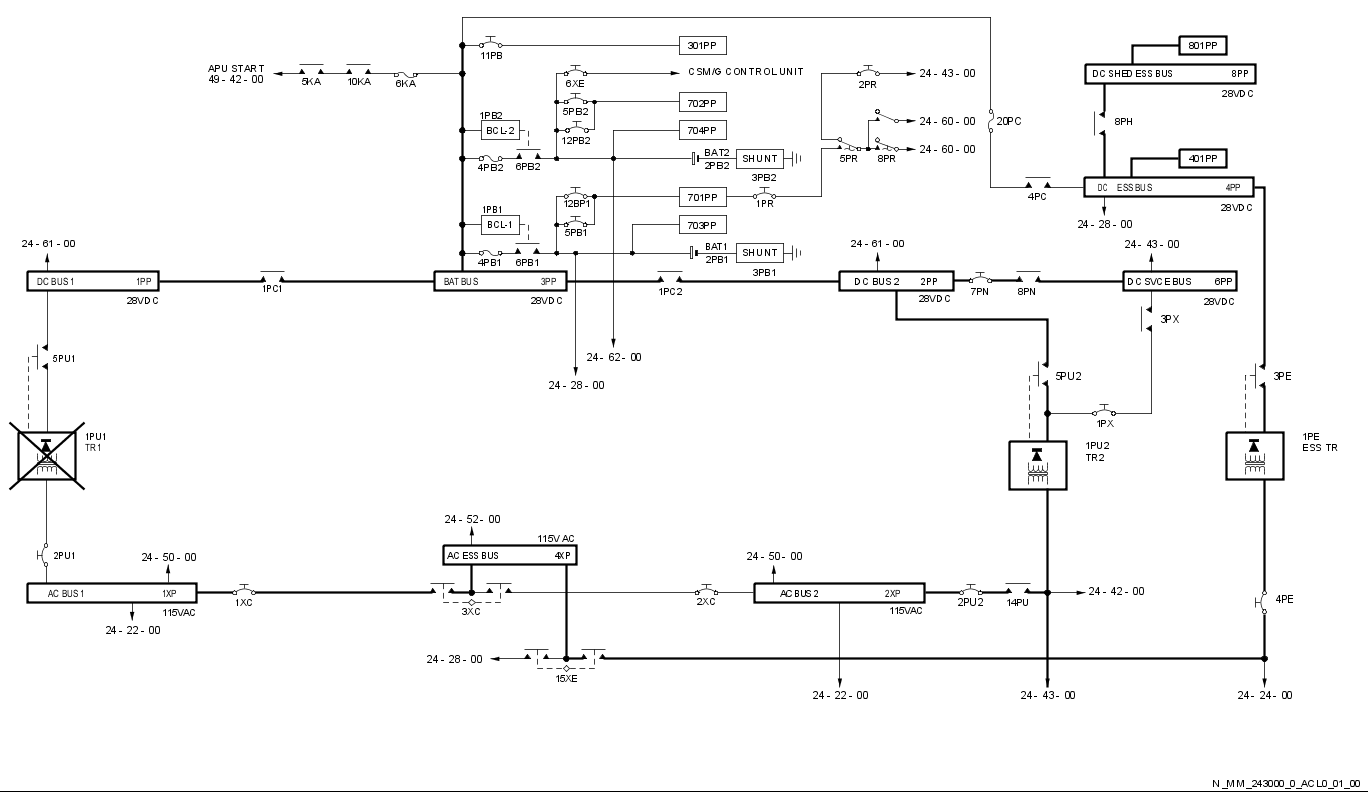 301PP
11PB
801PP
APU START
49-42-00
5KA
10KA
6KA
6XE
CSM/G CONTROL UNIT
2PR
24-43-00
DC SHED ESS BUS 8PP
28VDC
5PB2
702PP
1PB2
BCL-2
12PB2
704PP
24-60-00
20PC
8PH
4PB2
6PB2
BAT2
2PB2
SHUNT
3PB2
5PR
8PR
24-60-00
401PP
12BP1
701PP
1PR
4PC
DC ESS BUS 4PP
28VDC
1PB1
BCL-1
5PB1
703PP
24-28-00
24-61-00
4PB1
6PB1
BAT1
2PB1
SHUNT
3PB1
24-61-00
24-43-00
DC BUS 1 1PP
28VDC
1PC1
BAT BUS 3PP
28VDC
1PC2
DC BUS 2 2PP
28VDC
7PN
8PN
DC SVCE BUS 6PP
28VDC
3PX
5PU1
24-62-00
24-28-00
5PU2
3PE
1PX
1PU1
TR1
1PU2
TR2
1PE
ESS TR
24-52-00
115V AC
2PU1
24-50-00
AC ESS BUS 4XP
24-50-00
AC BUS 1 1XP
115VAC
1XC
3XC
2XC
AC BUS 2 2XP
115VAC
2PU2
14PU
24-42-00
4PE
24-22-00
24-28-00
15XE
24-22-00
24-43-00
24-24-00
N_MM_243000_0_ACL0_01_00